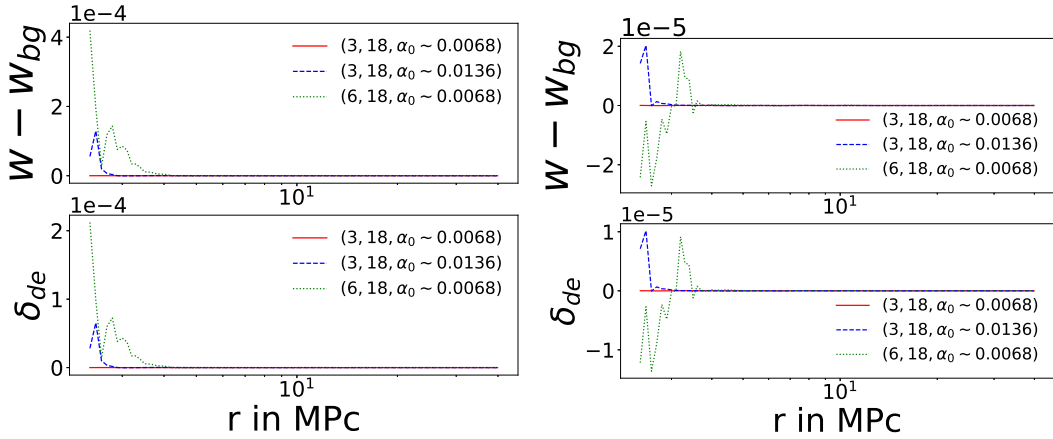 1e−4
w − w_bg
4
2
0
(3, 18, α₀ ~ 0.0068)
(3, 18, α₀ ~ 0.0136)
(6, 18, α₀ ~ 0.0068)
10¹
1e−4
δ_de
2
1
0
(3, 18, α₀ ~ 0.0068)
(3, 18, α₀ ~ 0.0136)
(6, 18, α₀ ~ 0.0068)
10¹
r in MPc
1e−5
w − w_bg
2
0
−2
(3, 18, α₀ ~ 0.0068)
(3, 18, α₀ ~ 0.0136)
(6, 18, α₀ ~ 0.0068)
10¹
1e−5
δ_de
1
0
−1
(3, 18, α₀ ~ 0.0068)
(3, 18, α₀ ~ 0.0136)
(6, 18, α₀ ~ 0.0068)
10¹
r in MPc